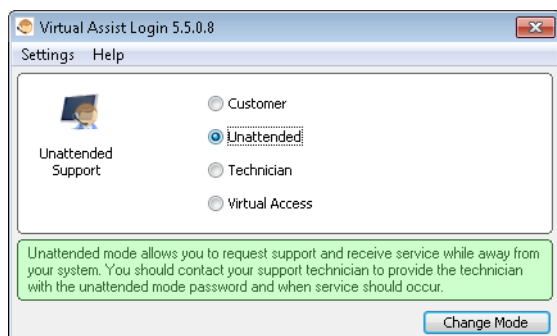 Virtual Assist Login 5.5.0.8
Settings Help
Customer
Unattended
Unattended
Support
Technician
Virtual Access
Unattended mode allows you to request support and receive service while away from
your system. You should contact your support technician to provide the technician
with the unattended mode password and when service should occur.
Change Mode